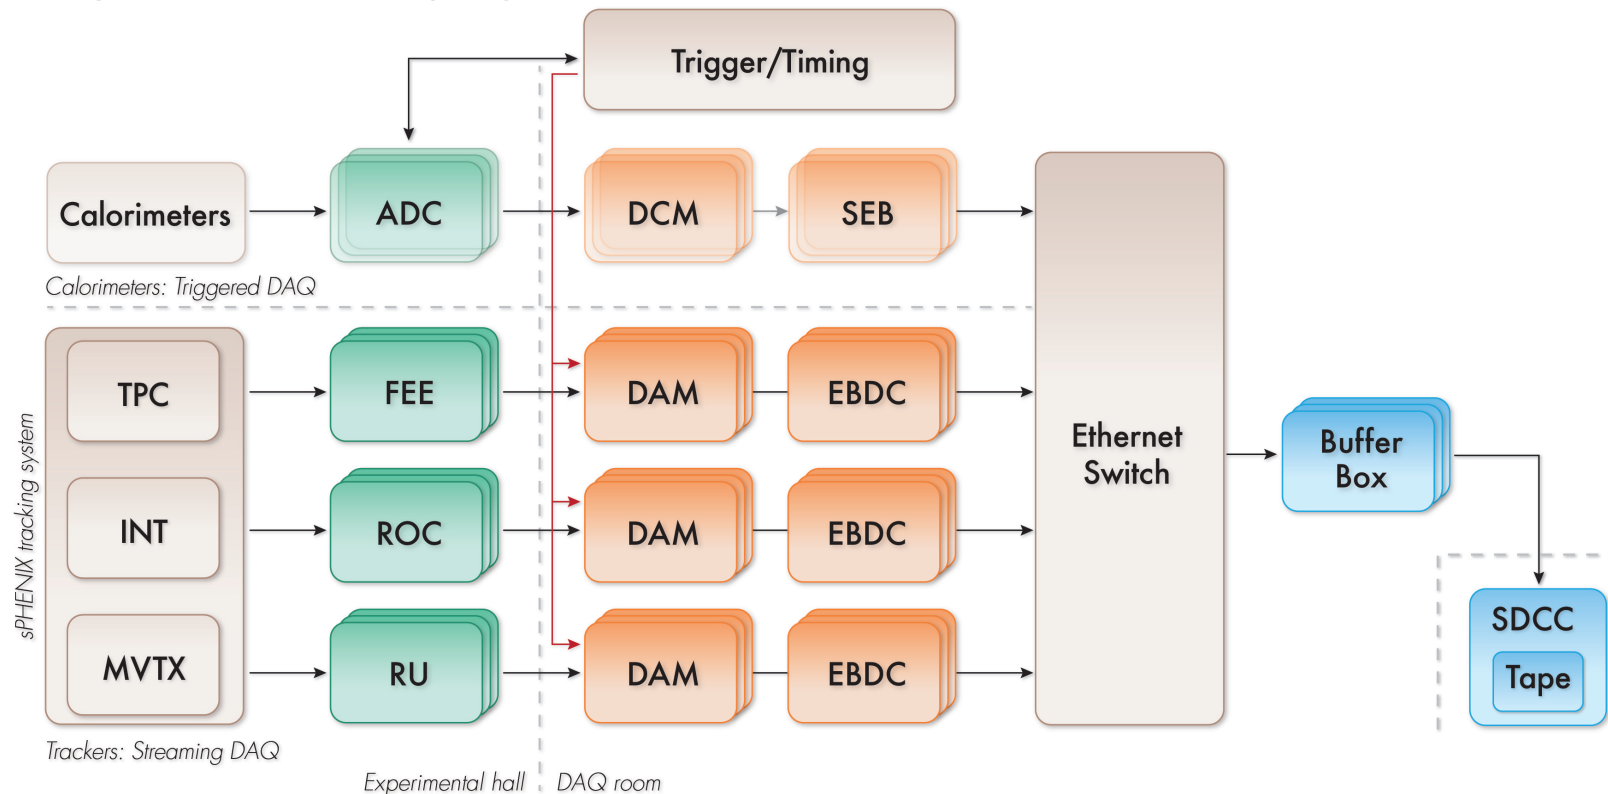 Trigger/Timing
Calorimeters
ADC
DCM
SEB
Calorimeters: Triggered DAQ
sPHENIX tracking system
TPC
FEE
DAM
EBDC
INT
ROC
DAM
EBDC
MVTX
RU
DAM
EBDC
Ethernet
Switch
Buffer
Box
SDCC
Tape
Trackers: Streaming DAQ
Experimental hall
DAQ room